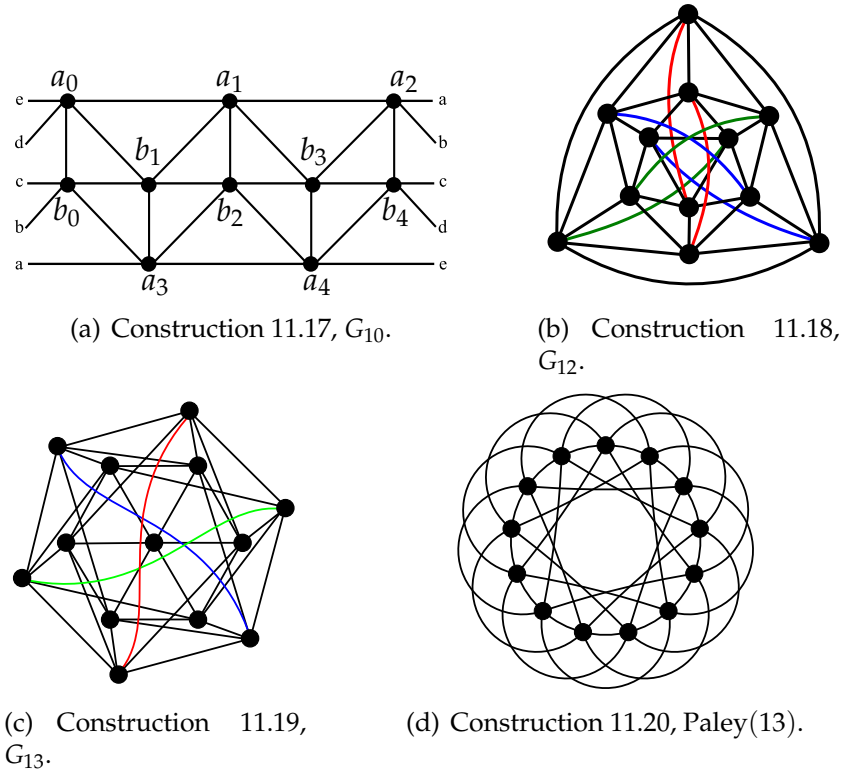 a₀ a₁ a₂
e a
d b
b₁ b₃
c c
b₀ b₂ b₄
b d
a e
a₃ a₄
(a) Construction 11.17, G₁₀.
(b) Construction 11.18,
G₁₂.
(c) Construction 11.19,
G₁₃.
(d) Construction 11.20, Paley(13).